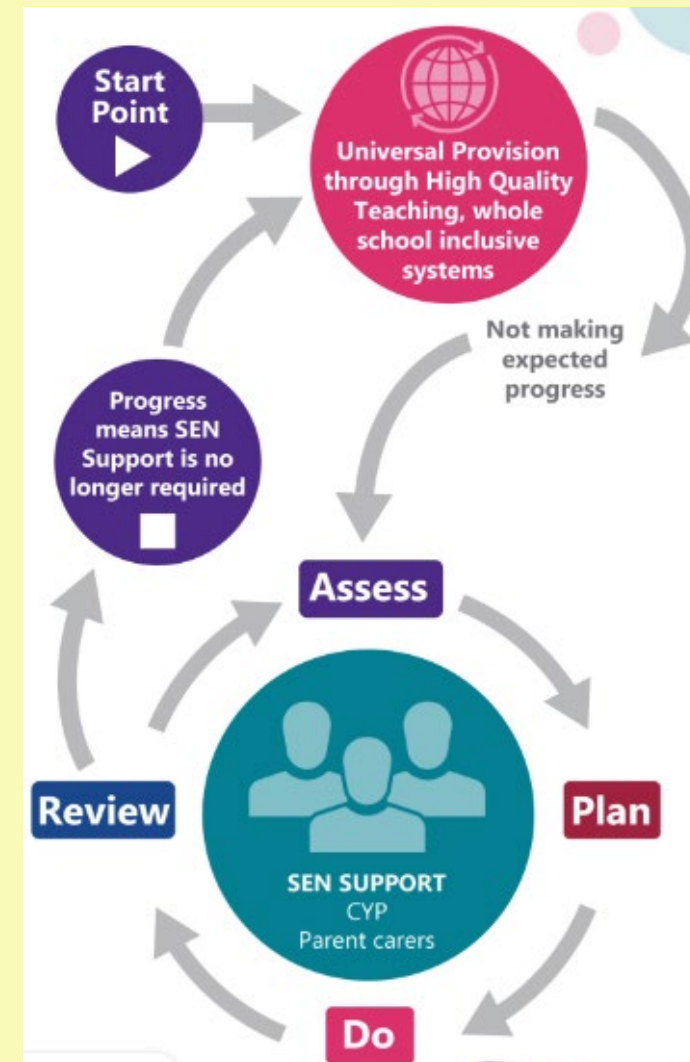 Start
Point
Universal Provision
through High Quality
Teaching, whole
school inclusive
systems
Not making
expected
progress
Progress
means SEN
Support is no
longer required
Assess
Review
Plan
SEN SUPPORT
CYP
Parent carers
Do